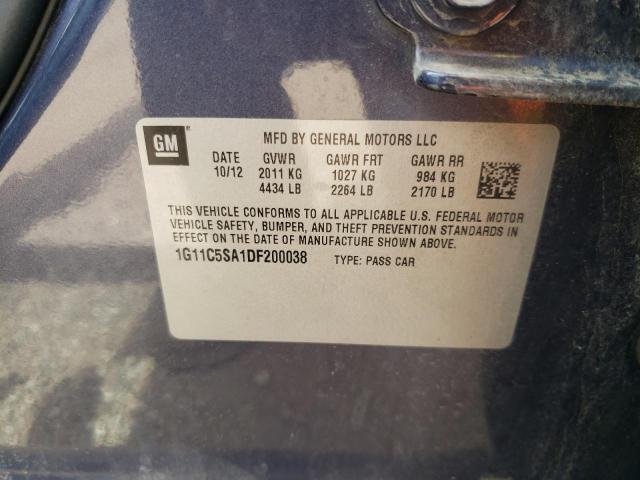 GM ® MFD BY GENERAL MOTORS LLC
DATE GVWR GAWR FRT GAWR RR
10/12 2011 KG 1027 KG 984 KG
4434 LB 2264 LB 2170 LB
THIS VEHICLE CONFORMS TO ALL APPLICABLE U.S. FEDERAL MOTOR
VEHICLE SAFETY, BUMPER, AND THEFT PREVENTION STANDARDS IN
EFFECT ON THE DATE OF MANUFACTURE SHOWN ABOVE.
1G11C5SA1DF200038 TYPE: PASS CAR